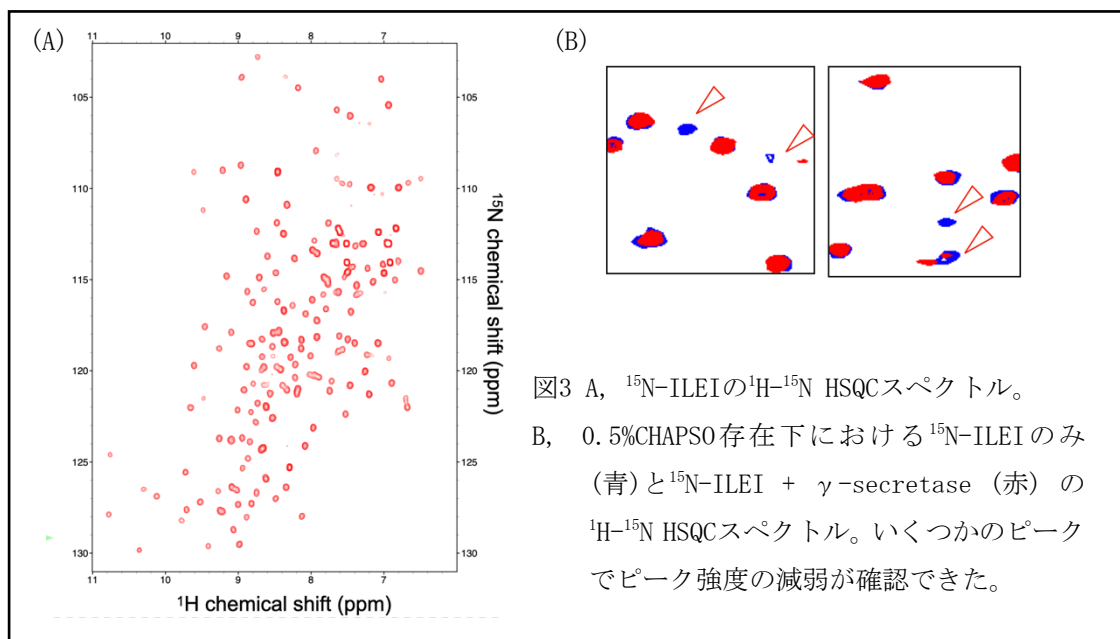 (A)
11 10 9 8 7
105 105
110 110
115 115
120 120
125 125
130 130
11 10 9 8 7
¹H chemical shift (ppm)
¹⁵N chemical shift (ppm)
(B)
図3 A, ¹⁵N-ILEIの¹H-¹⁵N HSQCスペクトル。
B, 0.5%CHAPSO存在下における¹⁵N-ILEIのみ
(青)と¹⁵N-ILEI + γ-secretase (赤) の
¹H-¹⁵N HSQCスペクトル。いくつかのピーク
でピーク強度の減弱が確認できた。